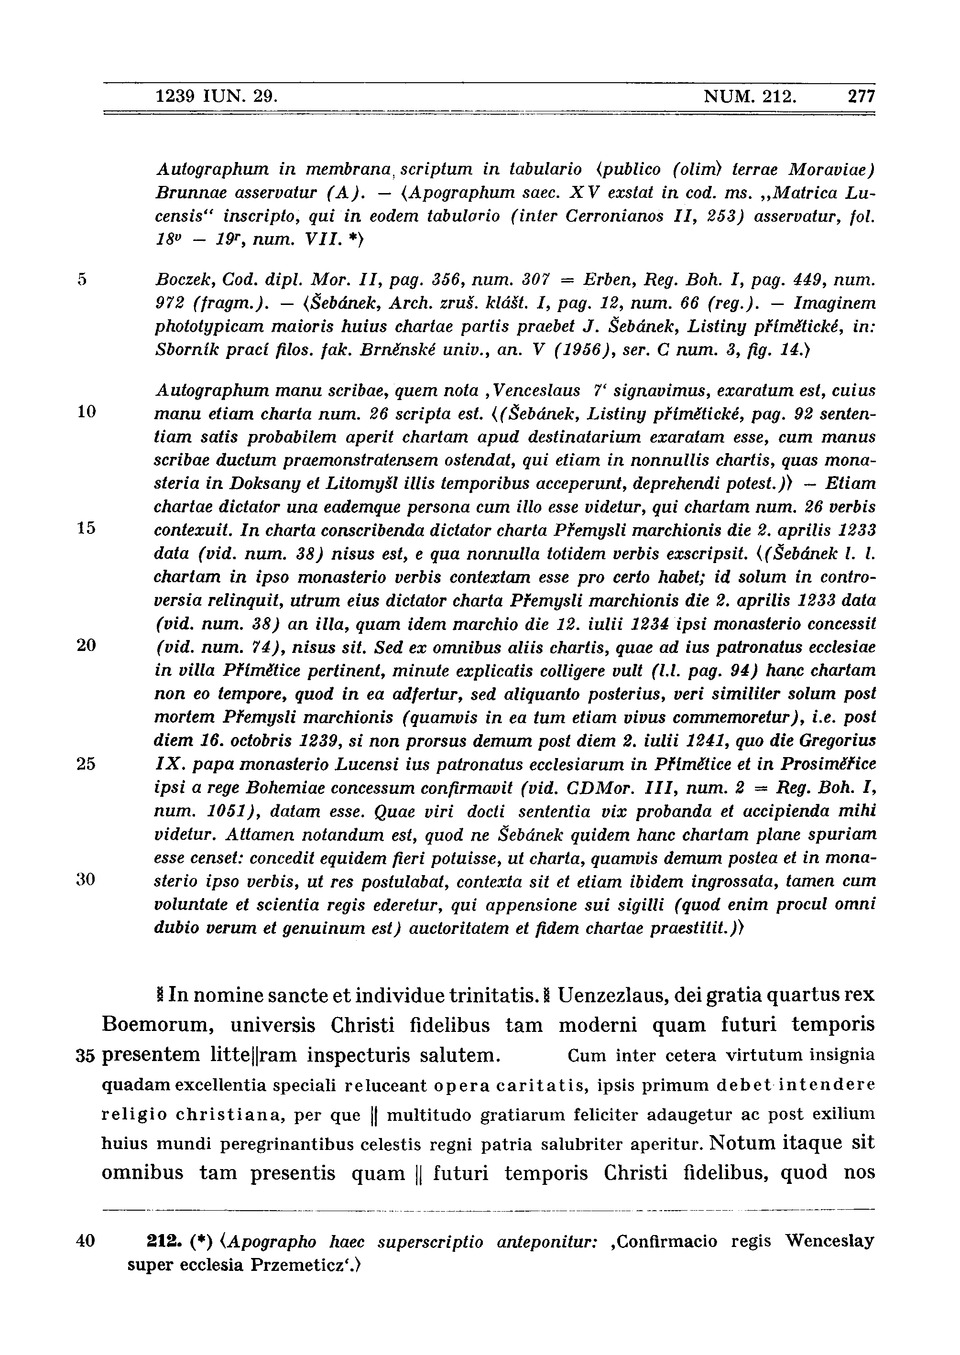 1239 IUN. 29. NUM. 212. 277
Autographum in membrana scriptum in tabulario ⟨publico (olim⟩ terrae Moraviae)
Brunnae asservatur (A). — ⟨Apographum saec. XV exstat in cod. ms. „Matrica Lu-
censis“ inscripto, qui in eodem tabulario (inter Cerronianos II, 253) asservatur, fol.
18v — 19r, num. VII. *⟩
5 Boczek, Cod. dipl. Mor. II, pag. 356, num. 307 = Erben, Reg. Boh. I, pag. 449, num.
972 (fragm.). — ⟨Šebánek, Arch. zruš. klášt. I, pag. 12, num. 66 (reg.). — Imaginem
phototypicam maioris huius chartae partis praebet J. Šebánek, Listiny přímětické, in:
Sborník prací filos. fak. Brněnské univ., an. V (1956), ser. C num. 3, fig. 14.⟩
Autographum manu scribae, quem nota ‚Venceslaus 7‘ signavimus, exaratum est, cuius
10 manu etiam charta num. 26 scripta est. ⟨(Šebánek, Listiny přímětické, pag. 92 senten-
tiam satis probabilem aperit chartam apud destinatarium exaratam esse, cum manus
scribae ductum praemonstratensem ostendat, qui etiam in nonnullis chartis, quas mona-
steria in Doksany et Litomyšl illis temporibus acceperunt, deprehendi potest.)⟩ — Etiam
chartae dictator una eademque persona cum illo esse videtur, qui chartam num. 26 verbis
15 contexuit. In charta conscribenda dictator charta Přemysli marchionis die 2. aprilis 1233
data (vid. num. 38) nisus est, e qua nonnulla totidem verbis exscripsit. ⟨(Šebánek l. l.
chartam in ipso monasterio verbis contextam esse pro certo habet; id solum in contro-
versia relinquit, utrum eius dictator charta Přemysli marchionis die 2. aprilis 1233 data
(vid. num. 38) an illa, quam idem marchio die 12. iulii 1234 ipsi monasterio concessit
20 (vid. num. 74), nisus sit. Sed ex omnibus aliis chartis, quae ad ius patronatus ecclesiae
in villa Přímětice pertinent, minute explicatis colligere vult (l.l. pag. 94) hanc chartam
non eo tempore, quod in ea adfertur, sed aliquanto posterius, veri similiter solum post
mortem Přemysli marchionis (quamvis in ea tum etiam vivus commemoretur), i.e. post
diem 16. octobris 1239, si non prorsus demum post diem 2. iulii 1241, quo die Gregorius
25 IX. papa monasterio Lucensi ius patronatus ecclesiarum in Přímětice et in Prosiměřice
ipsi a rege Bohemiae concessum confirmavit (vid. CDMor. III, num. 2 = Reg. Boh. I,
num. 1051), datam esse. Quae viri docti sententia vix probanda et accipienda mihi
videtur. Attamen notandum est, quod ne Šebánek quidem hanc chartam plane spuriam
esse censet: concedit equidem fieri potuisse, ut charta, quamvis demum postea et in mona-
30 sterio ipso verbis, ut res postulabat, contexta sit et etiam ibidem ingrossata, tamen cum
voluntate et scientia regis ederetur, qui appensione sui sigilli (quod enim procul omni
dubio verum et genuinum est) auctoritatem et fidem chartae praestitit.)⟩
⸾ In nomine sancte et individue trinitatis. ⸾ Uenzezlaus, dei gratia quartus rex
Boemorum, universis Christi fidelibus tam moderni quam futuri temporis
35 presentem litte||ram inspecturis salutem. Cum inter cetera virtutum insignia
quadam excellentia speciali reluceant opera caritatis, ipsis primum debet intendere
religio christiana, per que || multitudo gratiarum feliciter adaugetur ac post exilium
huius mundi peregrinantibus celestis regni patria salubriter aperitur. Notum itaque sit
omnibus tam presentis quam || futuri temporis Christi fidelibus, quod nos
40 212. (*) ⟨Apographo haec superscriptio anteponitur: ‚Confirmacio regis Wenceslay
super ecclesia Przemeticz‘.⟩